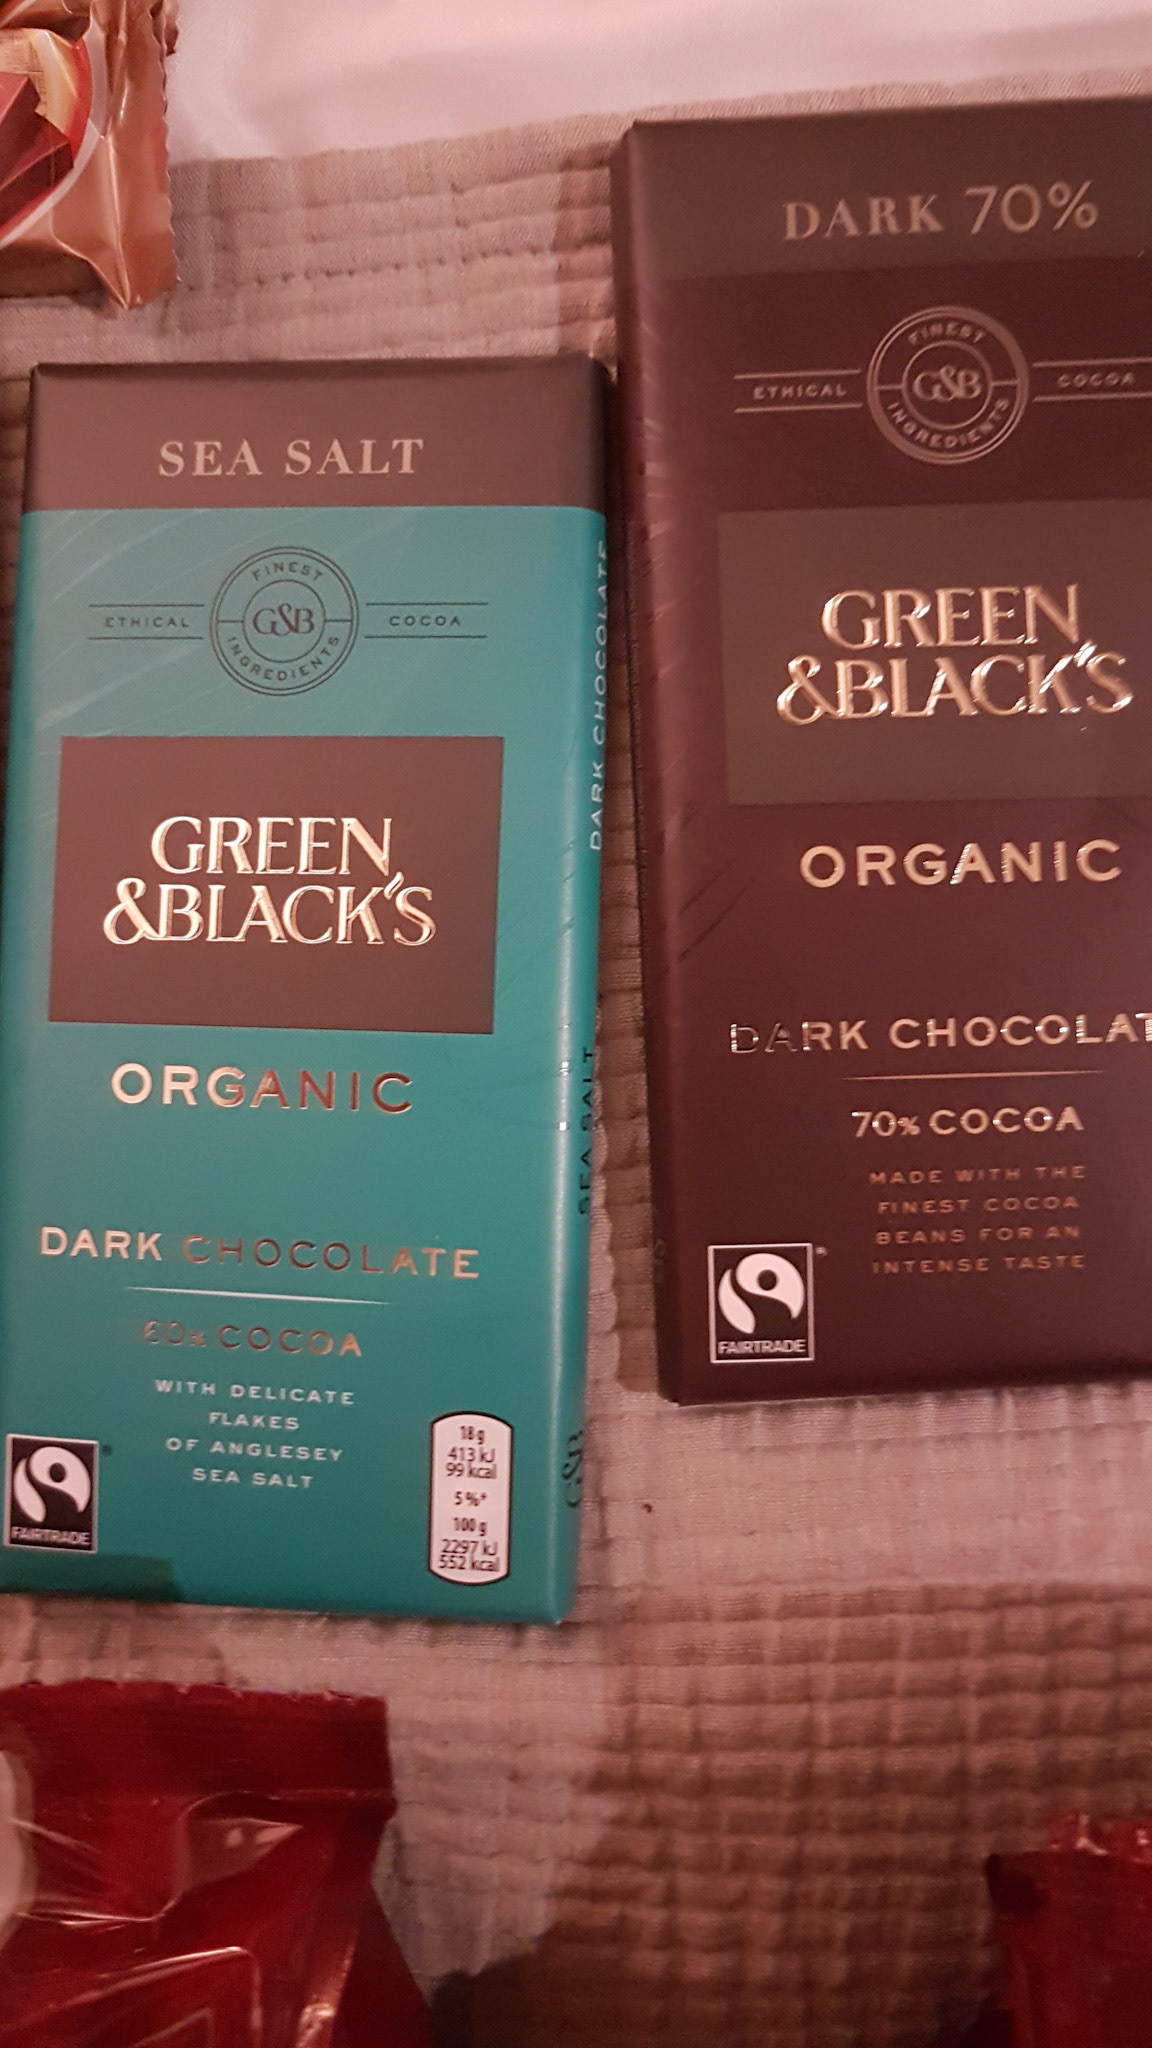 SEA SALT
FINEST
ETHICAL G&B COCOA
INGREDIENTS
GREEN
&BLACK'S
ORGANIC
DARK CHOCOLATE
60% COCOA
WITH DELICATE
FLAKES
OF ANGLESEY
SEA SALT
FAIRTRADE
18g
413 kJ
99 kcal
5%*
100 g
2297 kJ
552 kcal
DARK CHOCOLATE
SEA SALT
G&B
DARK 70%
FINEST
ETHICAL G&B COCOA
INGREDIENTS
GREEN
&BLACK'S
ORGANIC
DARK CHOCOLAT
70% COCOA
MADE WITH THE
FINEST COCOA
BEANS FOR AN
INTENSE TASTE
FAIRTRADE